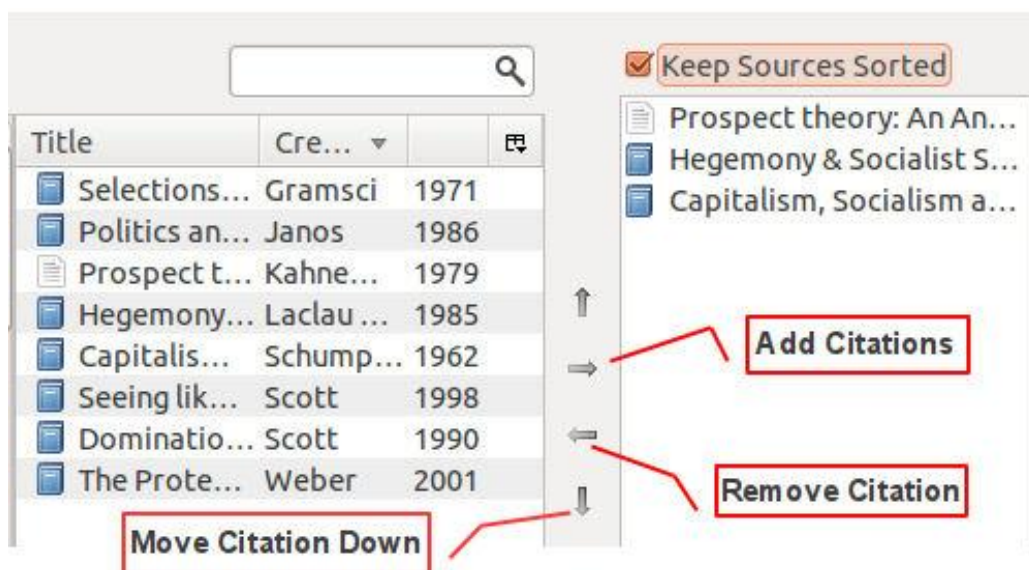 Keep Sources Sorted
Title Cre...
Selections... Gramsci 1971
Politics an... Janos 1986
Prospect t... Kahne... 1979
Hegemony... Laclau ... 1985
Capitalis... Schump... 1962
Seeing lik... Scott 1998
Dominatio... Scott 1990
The Prote... Weber 2001
Prospect theory: An An...
Hegemony & Socialist S...
Capitalism, Socialism a...
Add Citations
Remove Citation
Move Citation Down